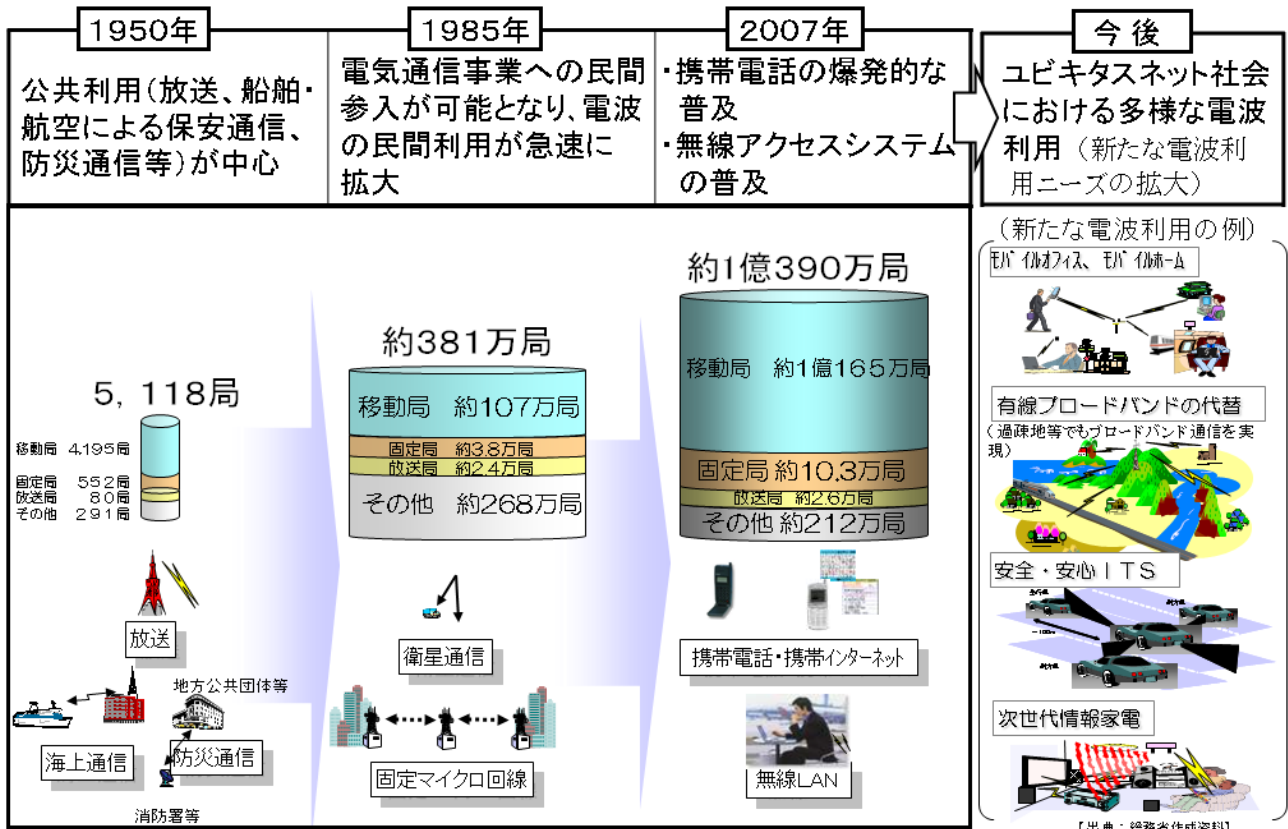 1950年
公共利用(放送、船舶・
航空による保安通信、
防災通信等)が中心
1985年
電気通信事業への民間
参入が可能となり、電波
の民間利用が急速に
拡大
2007年
・携帯電話の爆発的な
普及
・無線アクセスシステム
の普及
今後
ユビキタスネット社会
における多様な電波
利用（新たな電波利
用ニーズの拡大）
5,118局
移動局 4,195局
固定局 552局
放送局 80局
その他 291局
放送
地方公共団体等
海上通信
防災通信
消防署等
約381万局
移動局 約107万局
固定局 約3.8万局
放送局 約2.4万局
その他 約268万局
衛星通信
固定マイクロ回線
約1億390万局
移動局 約1億165万局
固定局 約10.3万局
放送局 約2.6万局
その他 約212万局
携帯電話・携帯インターネット
無線LAN
(新たな電波利用の例)
モバイルオフィス、モバイルホーム
有線ブロードバンドの代替
(過疎地等でもブロードバンド通信を実
現)
安全・安心ITS
~100m
次世代情報家電
【出典：総務省作成資料】